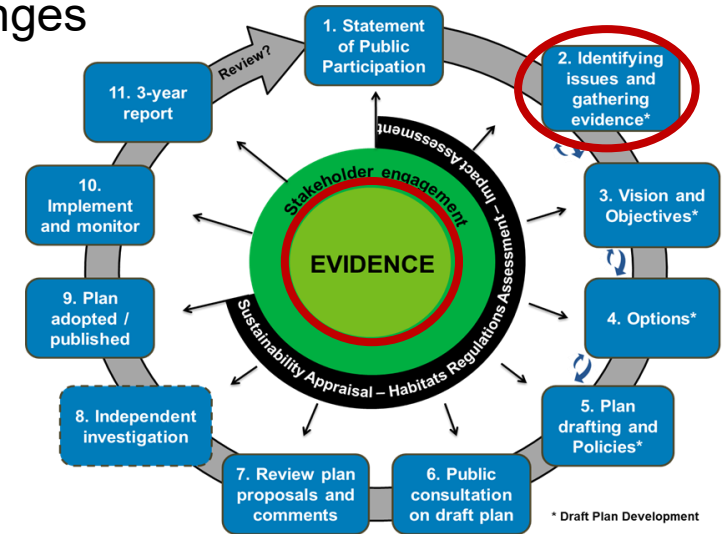 nges
1. Statement
of Public
Participation
2. Identifying
issues and
gathering
evidence*
3. Vision and
Objectives*
4. Options*
5. Plan
drafting and
Policies*
6. Public
consultation
on draft plan
7. Review plan
proposals and
comments
8. Independent
investigation
9. Plan
adopted /
published
10.
Implement
and monitor
11. 3-year
report
Review?
Stakeholder engagement
EVIDENCE
Sustainability Appraisal – Habitats Regulations Assessment – Impact Assessment
* Draft Plan Development